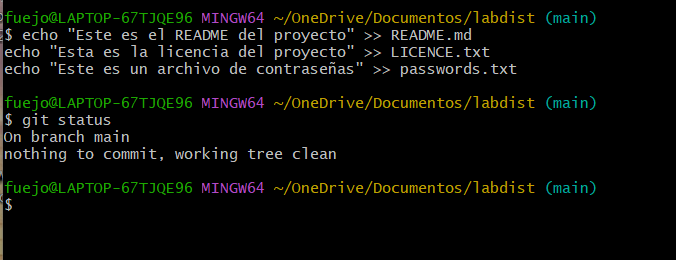 fuejo@LAPTOP-67TJQE96 MINGW64 ~/OneDrive/Documentos/labdist (main)
$ echo "Este es el README del proyecto" >> README.md
echo "Esta es la licencia del proyecto" >> LICENCE.txt
echo "Este es un archivo de contraseñas" >> passwords.txt
fuejo@LAPTOP-67TJQE96 MINGW64 ~/OneDrive/Documentos/labdist (main)
$ git status
On branch main
nothing to commit, working tree clean
fuejo@LAPTOP-67TJQE96 MINGW64 ~/OneDrive/Documentos/labdist (main)
$